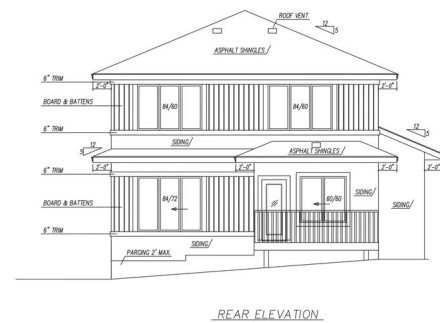 ROOF VENT
12
5
ASPHALT SHINGLES
6" TRIM
2'-0"
2'-0"
84/60
84/60
BOARD & BATTENS
6" TRIM
12
5
12
5
SIDING
ASPHALT SHINGLES
2'-0"
2'-0"
2'-0"
6" TRIM
84/72
60/60
SIDING
SIDING
BOARD & BATTENS
6" TRIM
SIDING
PARGING 2" MAX.
REAR ELEVATION